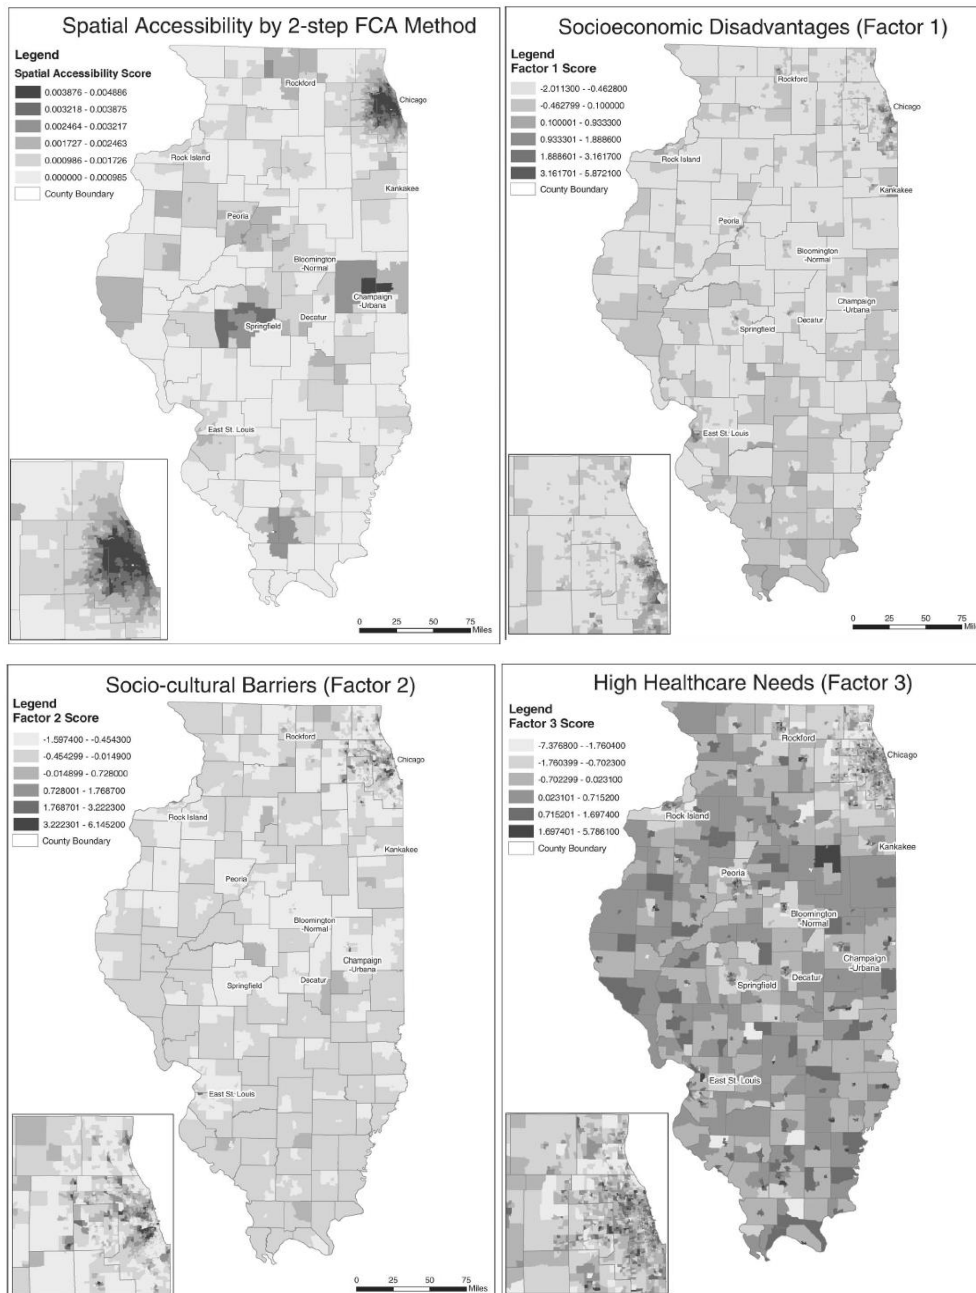 Spatial Accessibility by 2-step FCA Method
Legend
Spatial Accessibility Score
0.003876 - 0.004886
0.003218 - 0.003875
0.002464 - 0.003217
0.001727 - 0.002463
0.000986 - 0.001726
0.000000 - 0.000985
County Boundary
Rockford
Chicago
Rock Island
Kankakee
Peoria
Bloomington
-Normal
Champaign
-Urbana
Springfield
Decatur
East St. Louis
0 25 50 75
Miles
Socioeconomic Disadvantages (Factor 1)
Legend
Factor 1 Score
-2.011300 - -0.462800
-0.462799 - 0.100000
0.100001 - 0.933300
0.933301 - 1.888600
1.888601 - 3.161700
3.161701 - 5.872100
County Boundary
Rockford
Chicago
Rock Island
Kankakee
Peoria
Bloomington
-Normal
Champaign
-Urbana
Springfield
Decatur
East St. Louis
0 25 50 75
Miles
Socio-cultural Barriers (Factor 2)
Legend
Factor 2 Score
-1.597400 - -0.454300
-0.454299 - -0.014900
-0.014899 - 0.728000
0.728001 - 1.768700
1.768701 - 3.222300
3.222301 - 6.145200
County Boundary
Rockford
Chicago
Rock Island
Kankakee
Peoria
Bloomington
-Normal
Champaign
-Urbana
Springfield
Decatur
East St. Louis
0 25 50 75
Miles
High Healthcare Needs (Factor 3)
Legend
Factor 3 Score
-7.376800 - -1.760400
-1.760399 - -0.702300
-0.702299 - 0.023100
0.023101 - 0.715200
0.715201 - 1.697400
1.697401 - 5.786100
County Boundary
Rockford
Chicago
Rock Island
Kankakee
Peoria
Bloomington
-Normal
Champaign
-Urbana
Springfield
Decatur
East St. Louis
0 25 50 75
Miles